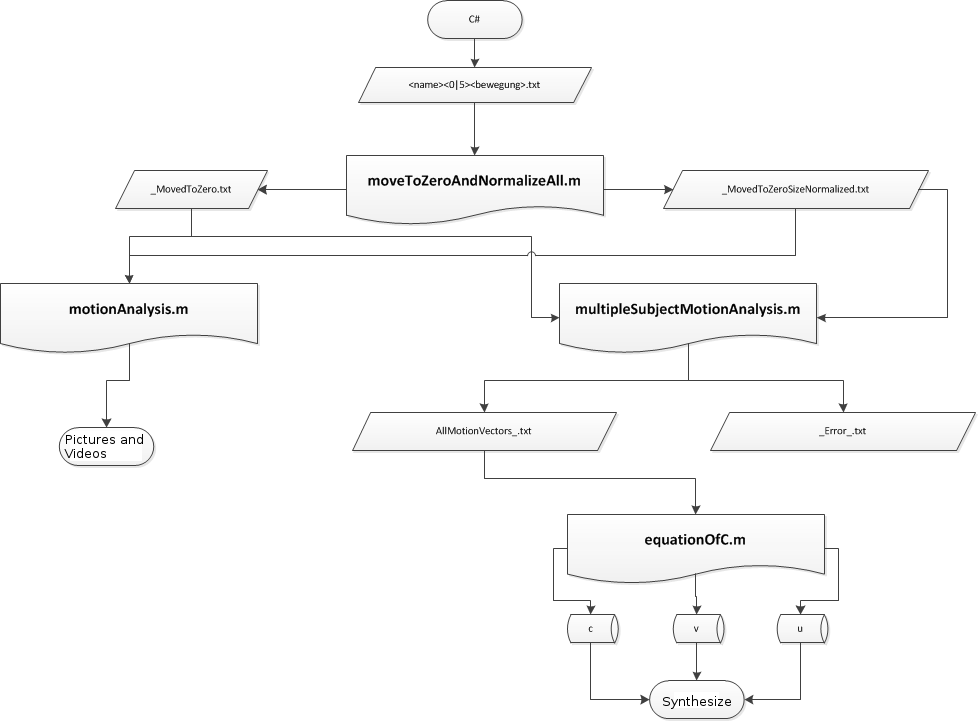 C#
<name><0|5><bewegung>.txt
moveToZeroAndNormalizeAll.m
_MovedToZero.txt
_MovedToZeroSizeNormalized.txt
motionAnalysis.m
multipleSubjectMotionAnalysis.m
Pictures and
Videos
AllMotionVectors_.txt
_Error_.txt
equationOfC.m
c
v
u
Synthesize